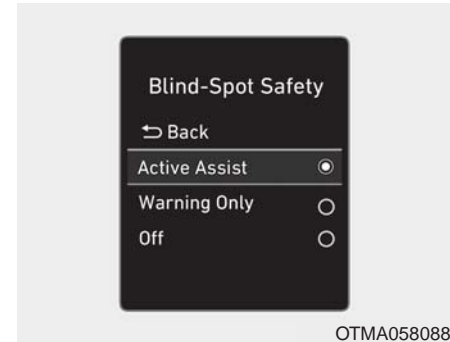 Blind-Spot Safety
Back
Active Assist
Warning Only
Off
OTMA058088